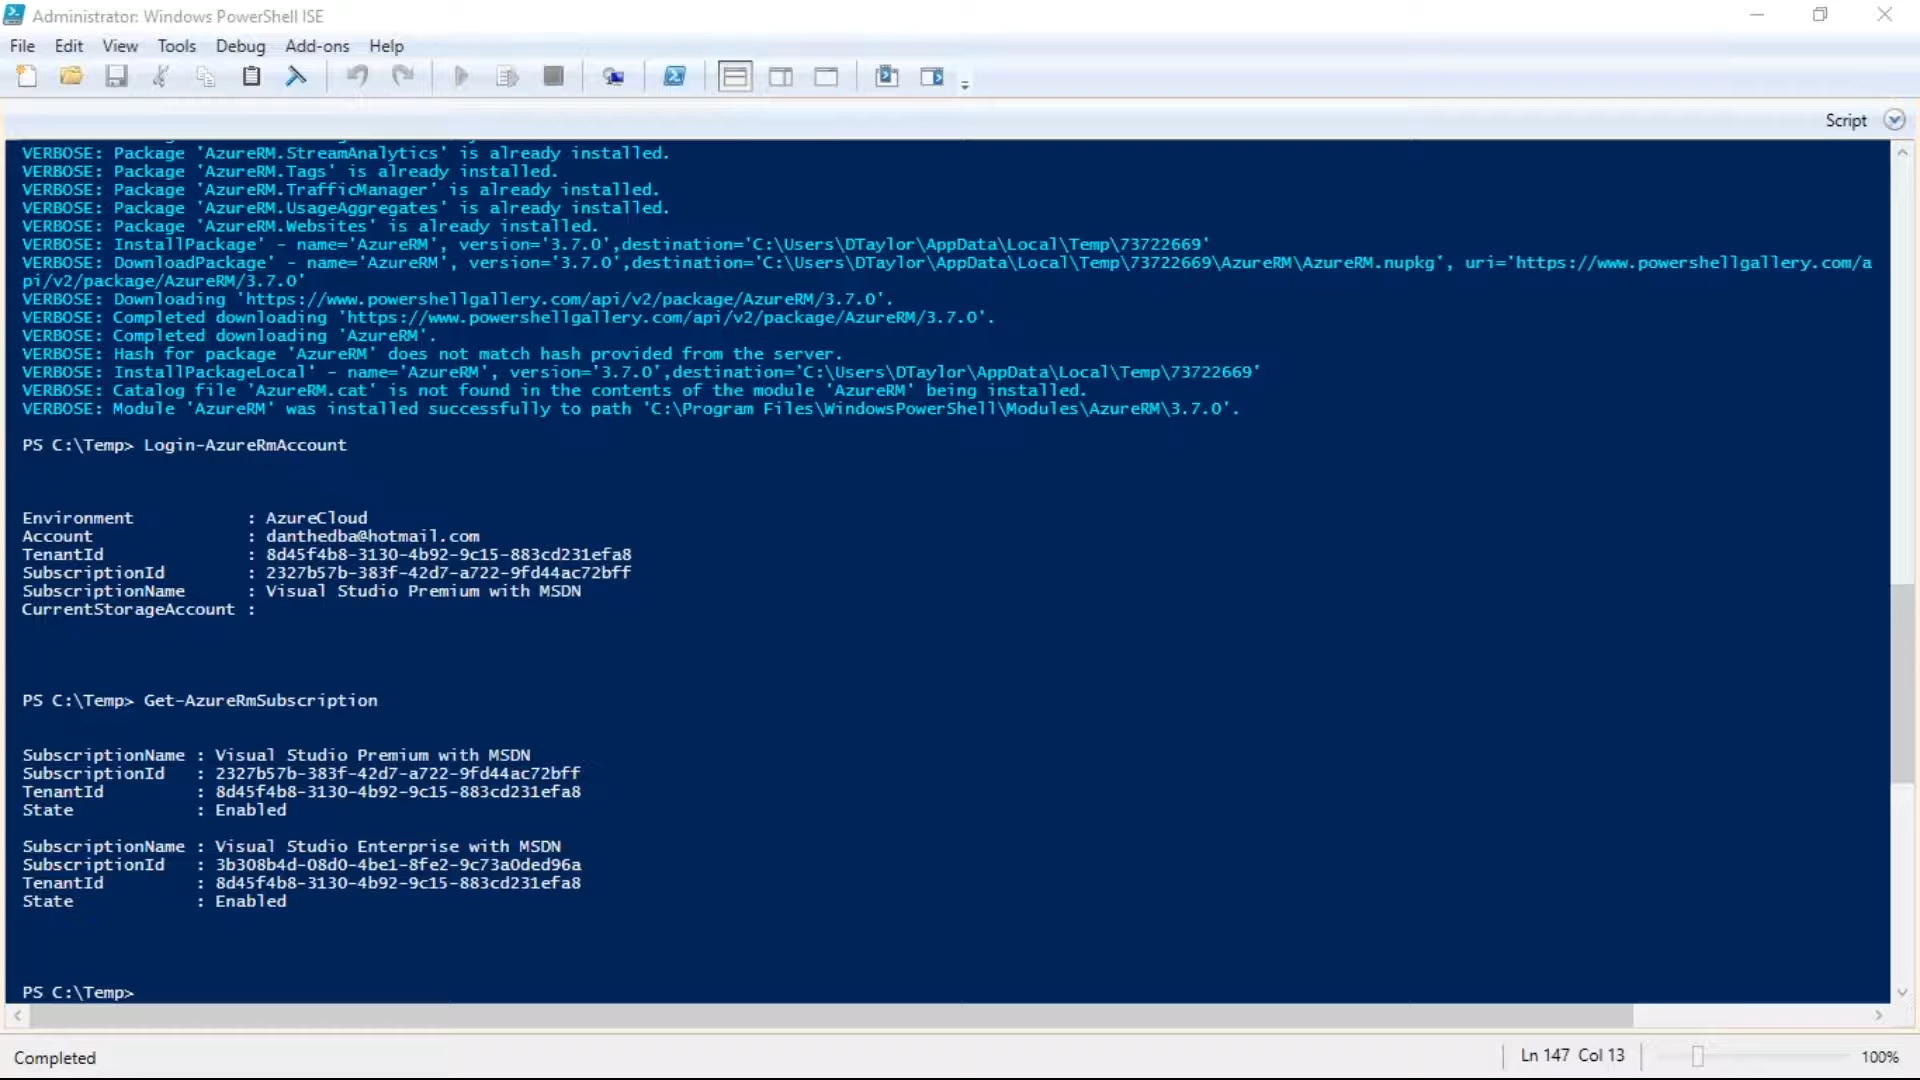 Administrator: Windows PowerShell ISE
File Edit View Tools Debug Add-ons Help
Script
VERBOSE: Package 'AzureRM.StreamAnalytics' is already installed.
VERBOSE: Package 'AzureRM.Tags' is already installed.
VERBOSE: Package 'AzureRM.TrafficManager' is already installed.
VERBOSE: Package 'AzureRM.UsageAggregates' is already installed.
VERBOSE: Package 'AzureRM.Websites' is already installed.
VERBOSE: InstallPackage' - name='AzureRM', version='3.7.0',destination='C:\Users\DTaylor\AppData\Local\Temp\73722669'
VERBOSE: DownloadPackage' - name='AzureRM', version='3.7.0',destination='C:\Users\DTaylor\AppData\Local\Temp\73722669\AzureRM\AzureRM.nupkg', uri='https://www.powershellgallery.com/a
pi/v2/package/AzureRM/3.7.0'
VERBOSE: Downloading 'https://www.powershellgallery.com/api/v2/package/AzureRM/3.7.0'.
VERBOSE: Completed downloading 'https://www.powershellgallery.com/api/v2/package/AzureRM/3.7.0'.
VERBOSE: Completed downloading 'AzureRM'.
VERBOSE: Hash for package 'AzureRM' does not match hash provided from the server.
VERBOSE: InstallPackageLocal' - name='AzureRM', version='3.7.0',destination='C:\Users\DTaylor\AppData\Local\Temp\73722669'
VERBOSE: Catalog file 'AzureRM.cat' is not found in the contents of the module 'AzureRM' being installed.
VERBOSE: Module 'AzureRM' was installed successfully to path 'C:\Program Files\WindowsPowerShell\Modules\AzureRM\3.7.0'.
PS C:\Temp> Login-AzureRmAccount
Environment : AzureCloud
Account : danthedba@hotmail.com
TenantId : 8d45f4b8-3130-4b92-9c15-883cd231efa8
SubscriptionId : 2327b57b-383f-42d7-a722-9fd44ac72bff
SubscriptionName : Visual Studio Premium with MSDN
CurrentStorageAccount :
PS C:\Temp> Get-AzureRmSubscription
SubscriptionName : Visual Studio Premium with MSDN
SubscriptionId : 2327b57b-383f-42d7-a722-9fd44ac72bff
TenantId : 8d45f4b8-3130-4b92-9c15-883cd231efa8
State : Enabled
SubscriptionName : Visual Studio Enterprise with MSDN
SubscriptionId : 3b308b4d-08d0-4be1-8fe2-9c73a0ded96a
TenantId : 8d45f4b8-3130-4b92-9c15-883cd231efa8
State : Enabled
PS C:\Temp>
Completed
Ln 147 Col 13
100%